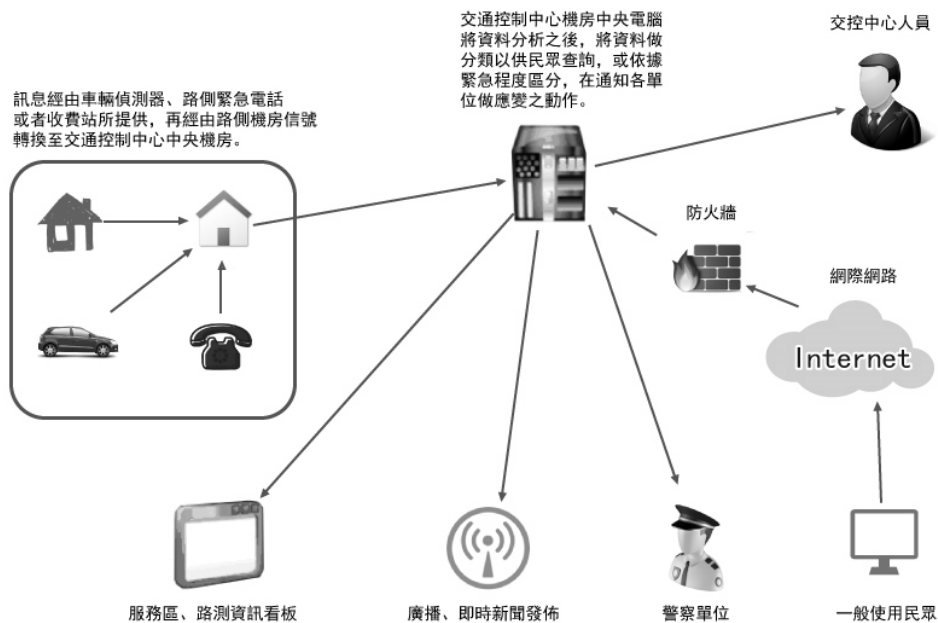 交通控制中心機房中央電腦
將資料分析之後，將資料做
分類以供民眾查詢，或依據
緊急程度區分，在通知各單
位做應變之動作。
交控中心人員
訊息經由車輛偵測器、路側緊急電話
或者收費站所提供，再經由路側機房信號
轉換至交通控制中心中央機房。
防火牆
網際網路
Internet
服務區、路測資訊看板
廣播、即時新聞發佈
警察單位
一般使用民眾